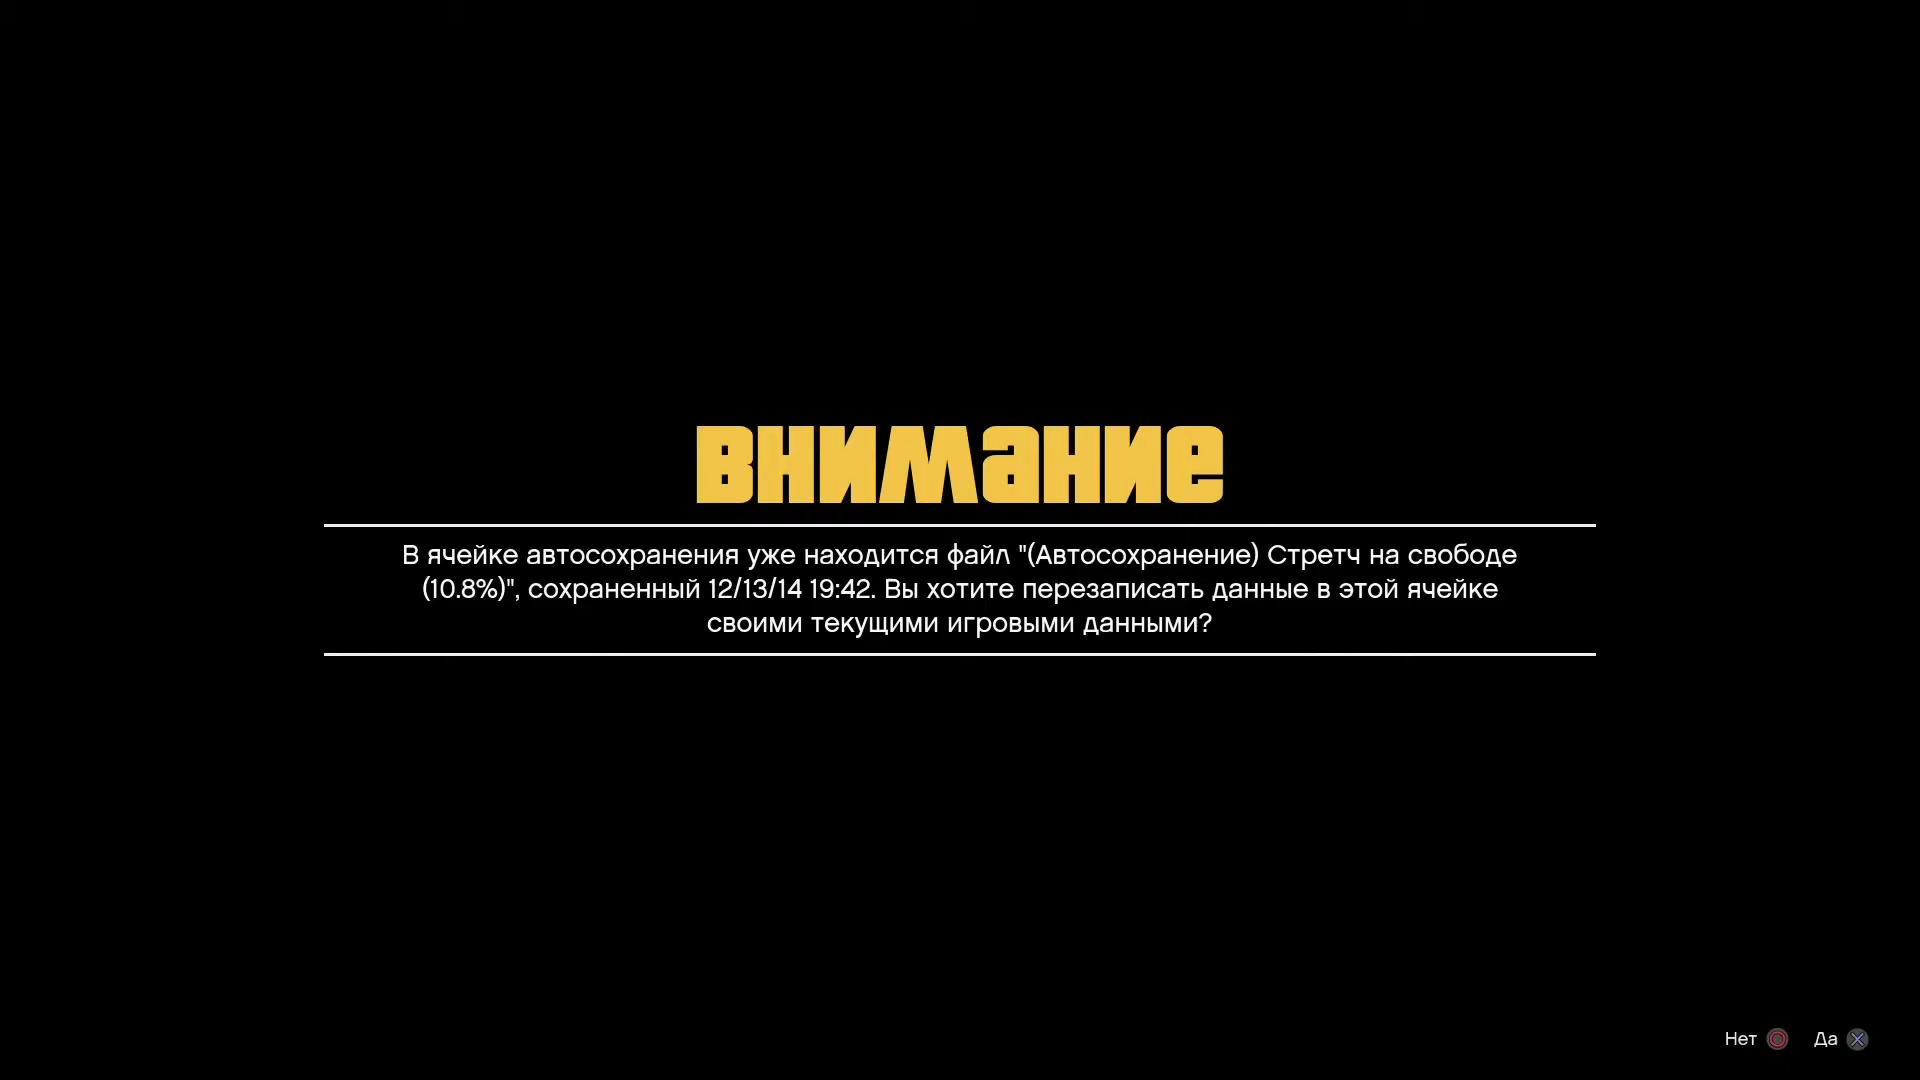 внимание
В ячейке автосохранения уже находится файл "(Автосохранение) Стретч на свободе
(10.8%)", сохраненный 12/13/14 19:42. Вы хотите перезаписать данные в этой ячейке
своими текущими игровыми данными?
Нет Да